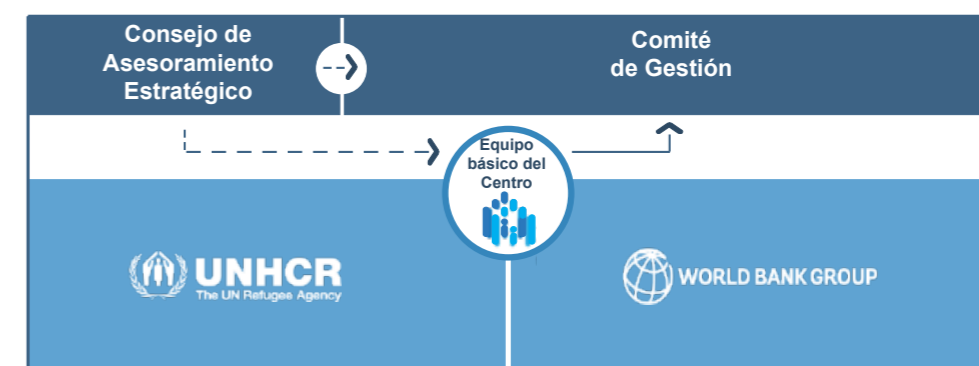 Consejo de
Asesoramiento
Estratégico
Comité
de Gestión
Equipo
básico del
Centro
UNHCR
The UN Refugee Agency
WORLD BANK GROUP